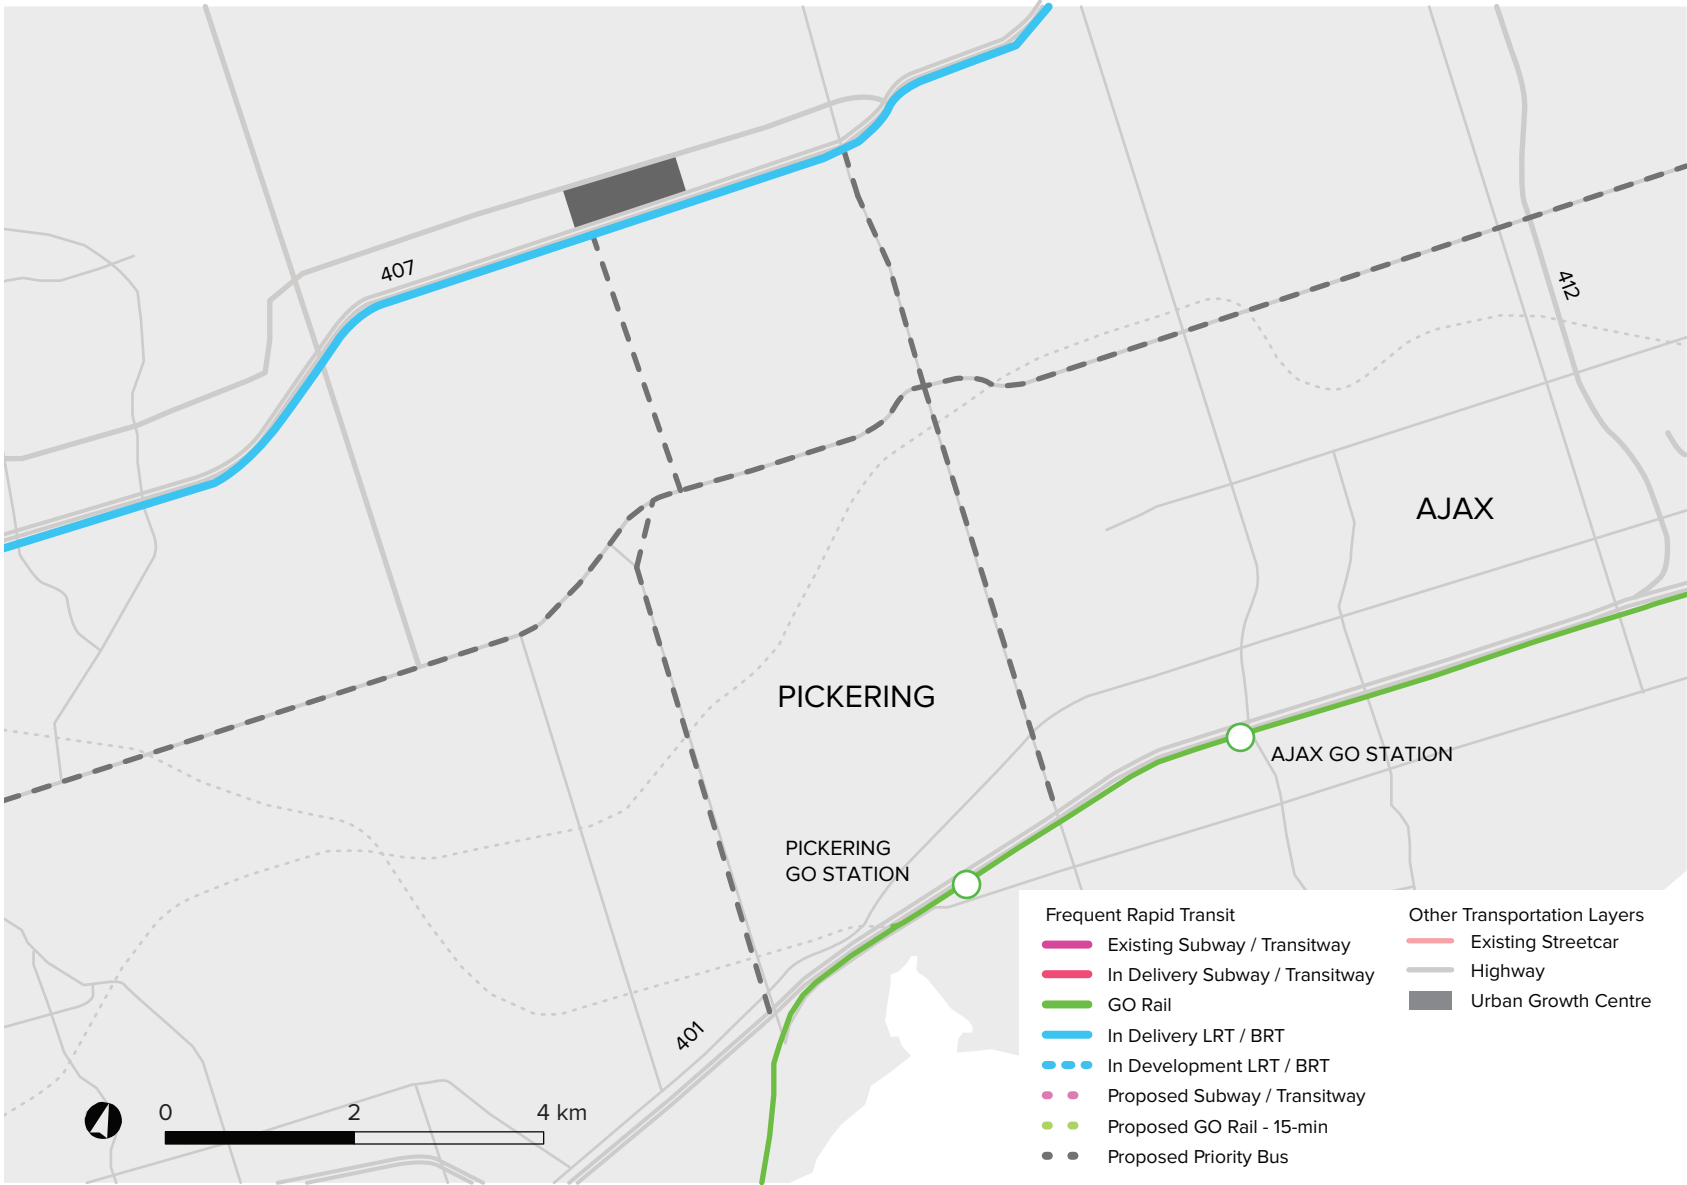 407
412
AJAX
PICKERING
AJAX GO STATION
PICKERING
GO STATION
401
0 2 4 km
Frequent Rapid Transit
Existing Subway / Transitway
In Delivery Subway / Transitway
GO Rail
In Delivery LRT / BRT
In Development LRT / BRT
Proposed Subway / Transitway
Proposed GO Rail - 15-min
Proposed Priority Bus
Other Transportation Layers
Existing Streetcar
Highway
Urban Growth Centre